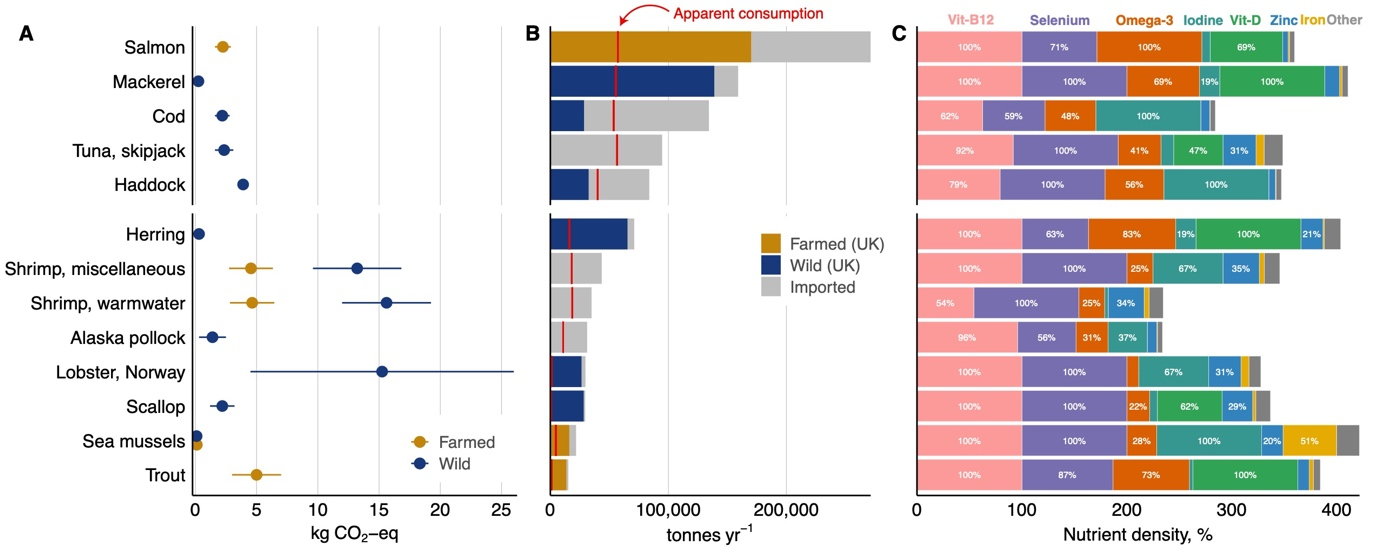 A
Salmon
Mackerel
Cod
Tuna, skipjack
Haddock
Herring
Shrimp, miscellaneous
Shrimp, warmwater
Alaska pollock
Lobster, Norway
Scallop
Sea mussels
Trout
Farmed
Wild
0 5 10 15 20 25
kg CO₂–eq
B
Apparent consumption
Farmed (UK)
Wild (UK)
Imported
0 100,000 200,000
tonnes yr⁻¹
C
Vit-B12 Selenium Omega-3 Iodine Vit-D Zinc Iron Other
100% 71% 100% 69%
100% 100% 69% 19% 100%
62% 59% 48% 100%
92% 100% 41% 47% 31%
79% 100% 56% 100%
100% 63% 83% 19% 100% 21%
100% 100% 25% 67% 35%
54% 100% 25% 34%
96% 56% 31% 37%
100% 100% 67% 31%
100% 100% 22% 62% 29%
100% 100% 28% 100% 20% 51%
100% 87% 73% 100%
0 100 200 300 400
Nutrient density, %